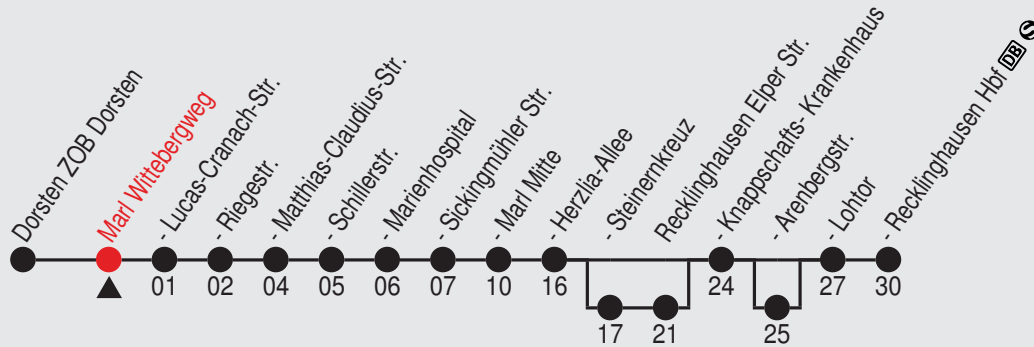 Dorsten ZOB Dorsten
Marl Wittebergweg
- Lucas-Cranach-Str.
- Riegestr.
- Matthias-Claudius-Str.
- Schillerstr.
- Marienhospital
- Sickingmühler Str.
- Marl Mitte
- Herzlia-Allee
- Steinernkreuz
Recklinghausen Elper Str.
- Knappschafts- Krankenhaus
- Arenbergstr.
- Lohtor
- Recklinghausen Hbf DB S
01 02 04 05 06 07 10 16 24 27 30
17 21 25